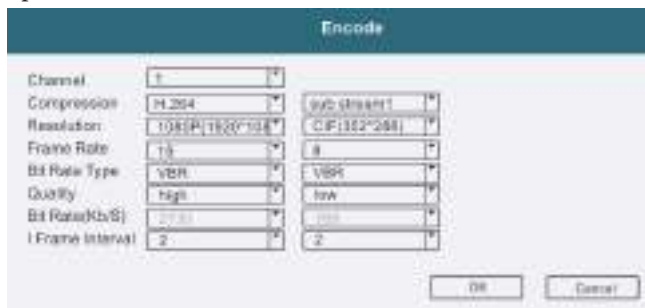 Encode
Channel 1
Compression H.264 sub stream1
Resolution 1080P(1920*108 CIF(352*288)
Frame Rate
Bit Rate Type VBR VBR
Quality high low
Bit Rate(Kb/S)
I Frame Interval 2 2
OK Cancel